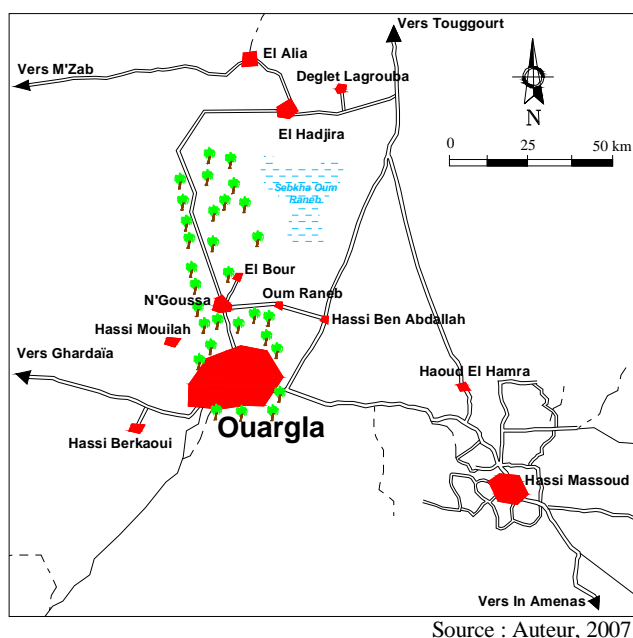 Vers Touggourt
El Alia
Vers M'Zab
Deglet Lagrouba
El Hadjira
N
0 25 50 km
Sebkha Oum
Raneb
El Bour
Oum Raneb
N'Goussa
Hassi Mouilah
Hassi Ben Abdallah
Vers Ghardaïa
Haoud El Hamra
Ouargla
Hassi Berkaoui
Hassi Massoud
Vers In Amenas
Source : Auteur, 2007